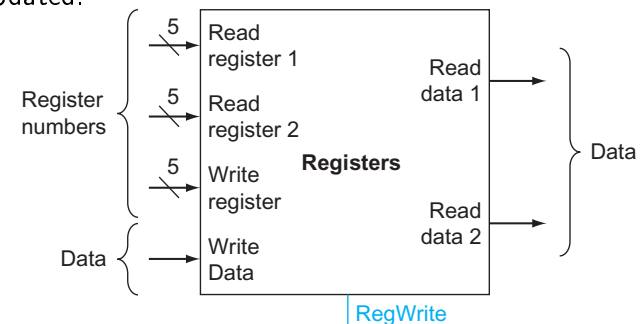 5
Read
register 1
5
Read
register 2
5
Write
register
Write
Data
Registers
Read
data 1
Read
data 2
Register
numbers
Data
Data
RegWrite